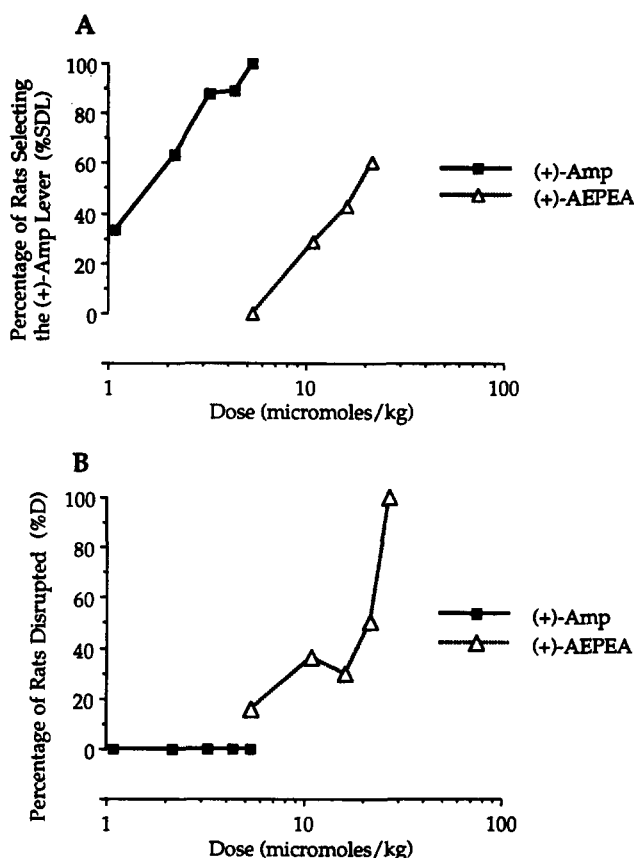 A
Percentage of Rats Selecting
the (+)-Amp Lever (%SDL)
100
80
60
40
20
0
1
10
100
Dose (micromoles/kg)
(+)-Amp
(+)-AEPEA
B
Percentage of Rats Disrupted (%D)
100
80
60
40
20
0
1
10
100
Dose (micromoles/kg)
(+)-Amp
(+)-AEPEA